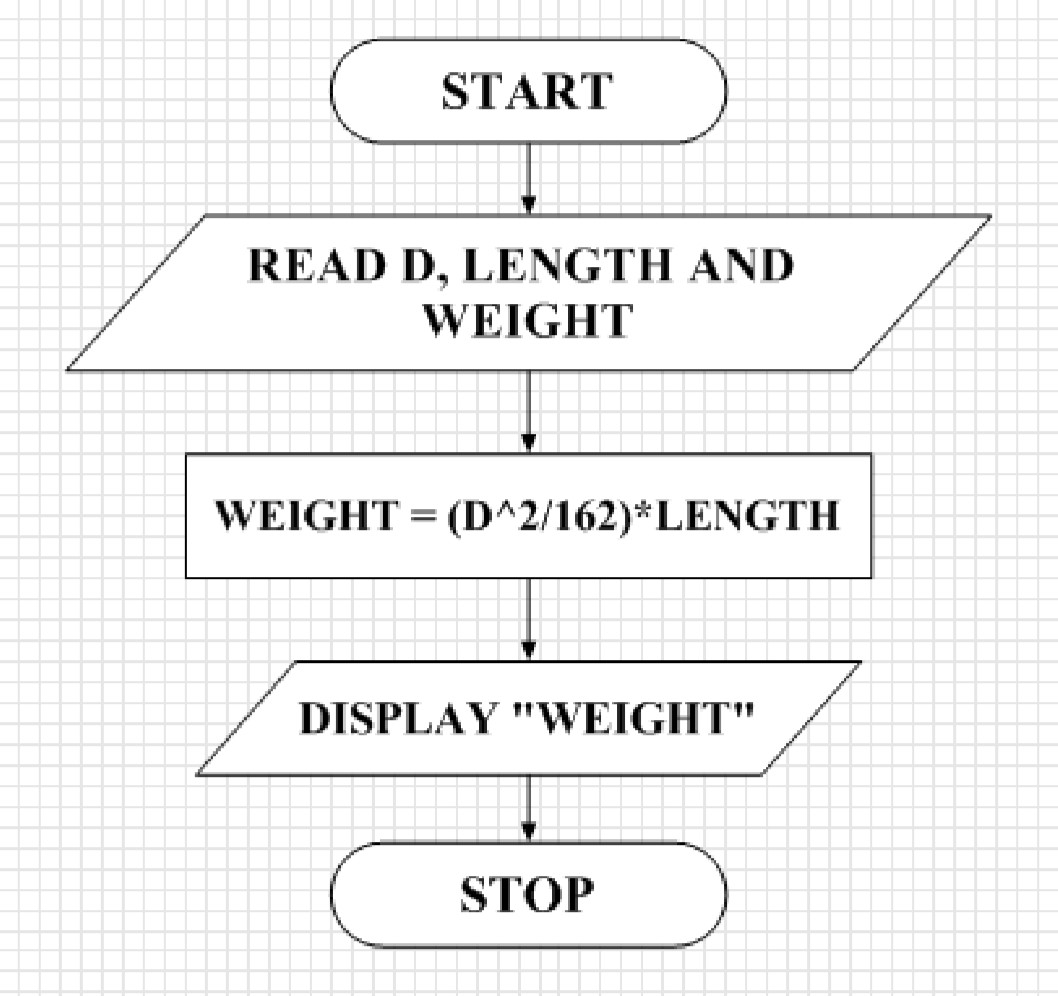 START
READ D, LENGTH AND
WEIGHT
WEIGHT = (D^2/162)*LENGTH
DISPLAY "WEIGHT"
STOP